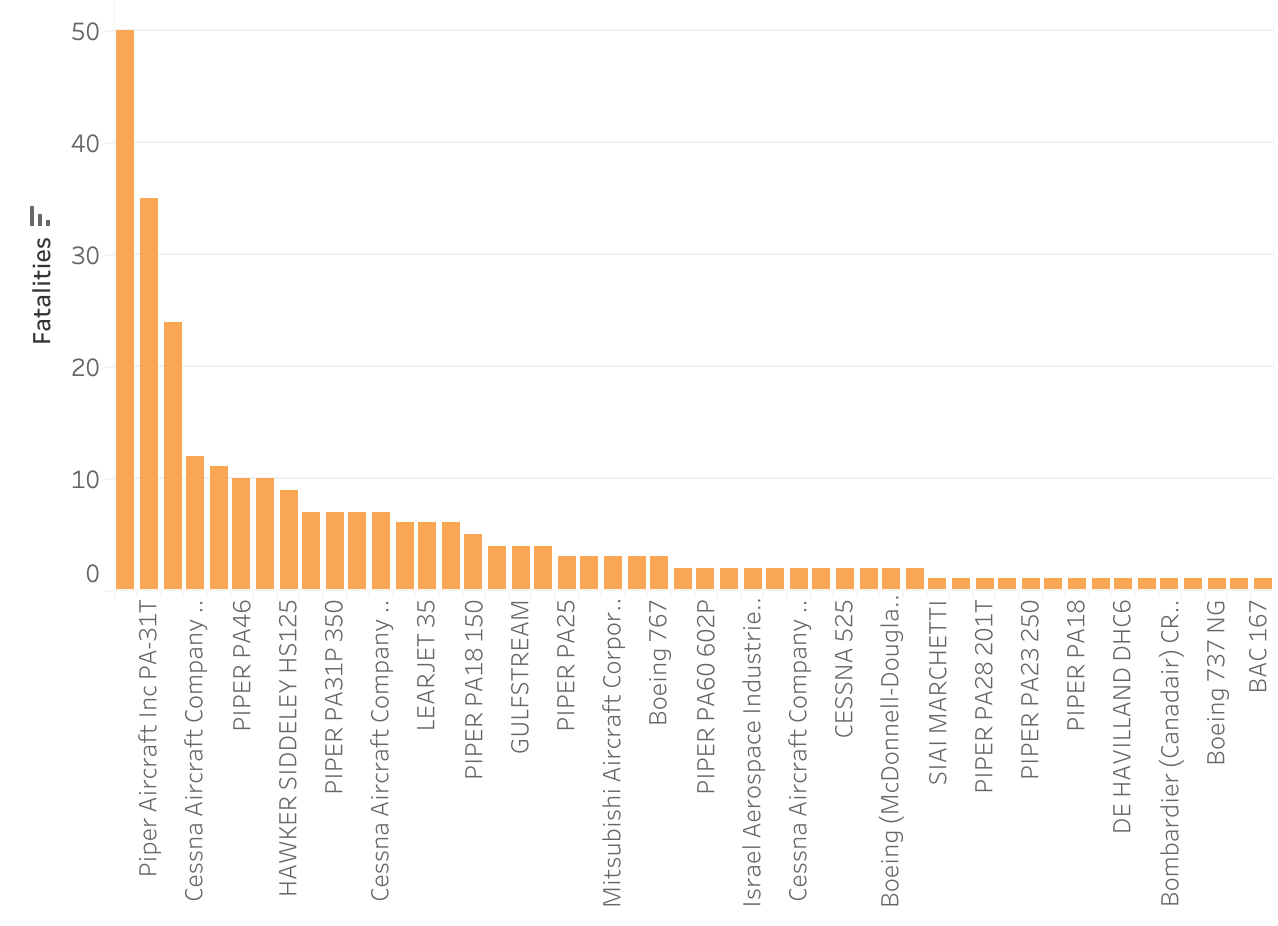 50
40
30
20
10
0
Fatalities
Piper Aircraft Inc PA-31T
Cessna Aircraft Company ..
PIPER PA46
HAWKER SIDDELEY HS125
PIPER PA31P 350
Cessna Aircraft Company ..
LEARJET 35
PIPER PA18 150
GULFSTREAM
PIPER PA25
Mitsubishi Aircraft Corpor..
Boeing 767
PIPER PA60 602P
Israel Aerospace Industrie..
Cessna Aircraft Company ..
CESSNA 525
Boeing (McDonnell-Dougla..
SIAI MARCHETTI
PIPER PA28 201T
PIPER PA23 250
PIPER PA18
DE HAVILLAND DHC6
Bombardier (Canadair) CR..
Boeing 737 NG
BAC 167